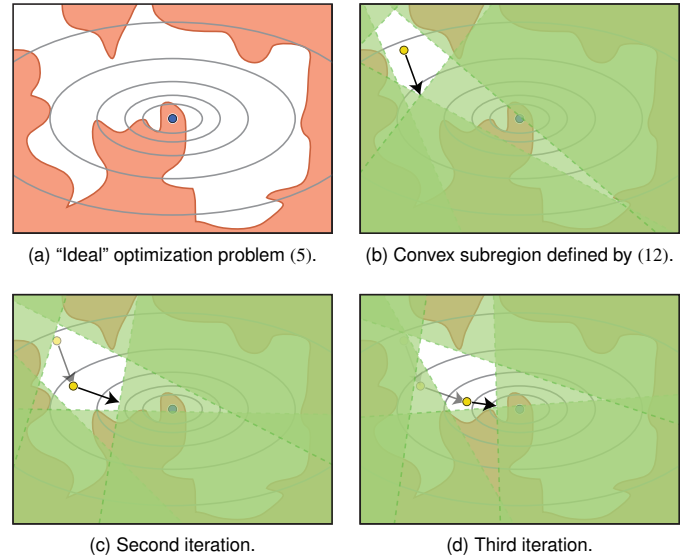 (a) “Ideal” optimization problem (5).
(b) Convex subregion defined by (12).
(c) Second iteration.
(d) Third iteration.